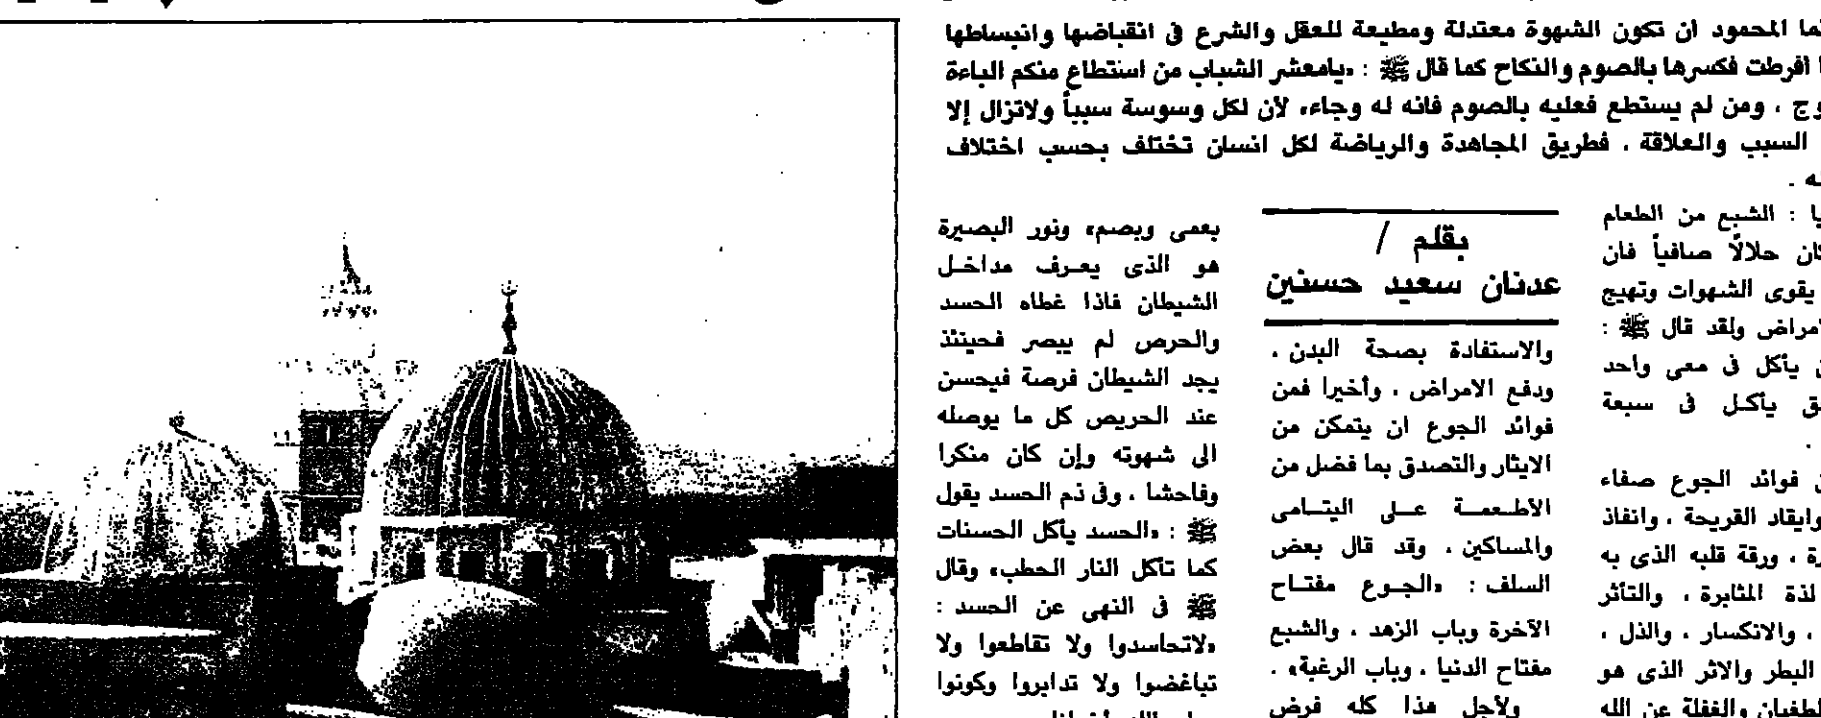 المحمود ان تكون الشهوة معتدلة ومطيعة للعقل والشرع فى انقباضها وانبساطها
افرطت فكسرها بالصوم والنكاح كما قال ﷺ : «يامعشر الشباب من استطاع منكم الباءة
، ومن لم يستطع فعليه بالصوم فانه له وجاء» لأن لكل وسوسة سبباً ولاتزال إلا
السبب والعلاقة . فطريق المجاهدة والرياضة لكل انسان تختلف بحسب اختلاف
: الشبع من الطعام
حلالًا صافياً فان
يقوى الشهوات وتهيج
ولقد قال ﷺ :
يأكل فى معى واحد
يأكل فى سبعة
.
فوائد الجوع صفاء
وايقاد القريحة ، وانفاذ
، ورقة قلبه الذى به
لذة المثابرة ، والتأثر
، والانكسار ، والذل ،
البطر والاثر الذى هو
والغفلة عن الله
بقلم /
عدنان سعيد حسنين
والاستفادة بصحة البدن ،
ودفع الامراض ، وأخيرا فمن
فوائد الجوع ان يتمكن من
الايثار والتصدق بما فضل من
الأطعمة على اليتامى
والمساكين ، وقد قال بعض
السلف : «الجوع مفتاح
الآخرة وباب الزهد ، والشبع
مفتاح الدنيا ، وباب الرغبة» .
ولأجل هذا كله فرض
يعمى ويصم» ونور البصيرة
هو الذى يعرف مداخل
الشيطان فاذا غطاه الحسد
والحرص لم يبصر فحينئذ
يجد الشيطان فرصة فيحسن
عند الحريص كل ما يوصله
الى شهوته وإن كان منكرا
وفاحشا ، وفى ذم الحسد يقول
ﷺ : «الحسد يأكل الحسنات
كما تأكل النار الحطب» وقال
ﷺ فى النهى عن الحسد :
«لاتحاسدوا ولا تقاطعوا ولا
تباغضوا ولا تدابروا وكونوا